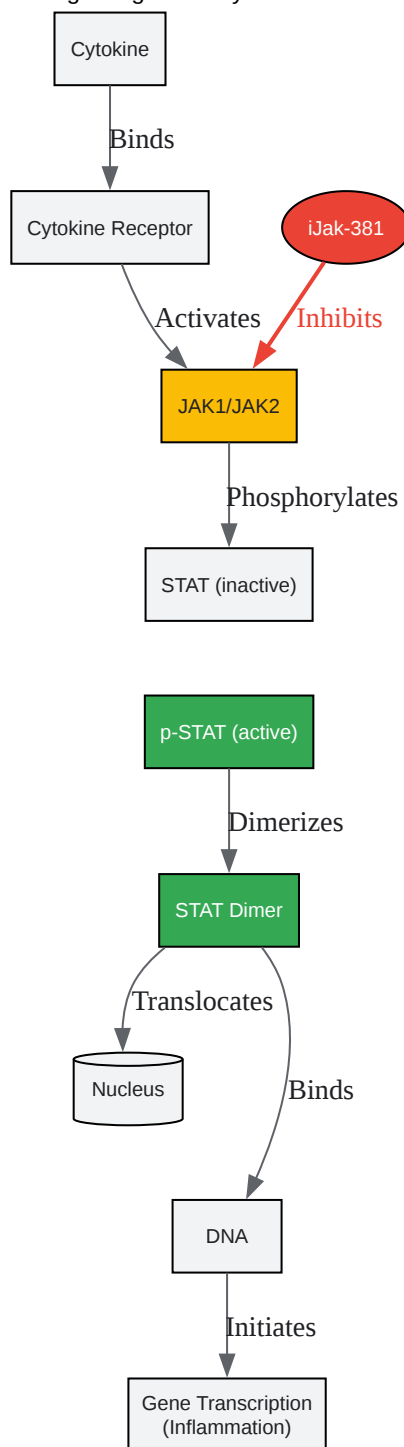 Cytokine
Binds
Cytokine Receptor
iJak-381
Activates
Inhibits
JAK1/JAK2
Phosphorylates
STAT (inactive)
p-STAT (active)
Dimerizes
STAT Dimer
Translocates
Nucleus
Binds
DNA
Initiates
Gene Transcription
(Inflammation)